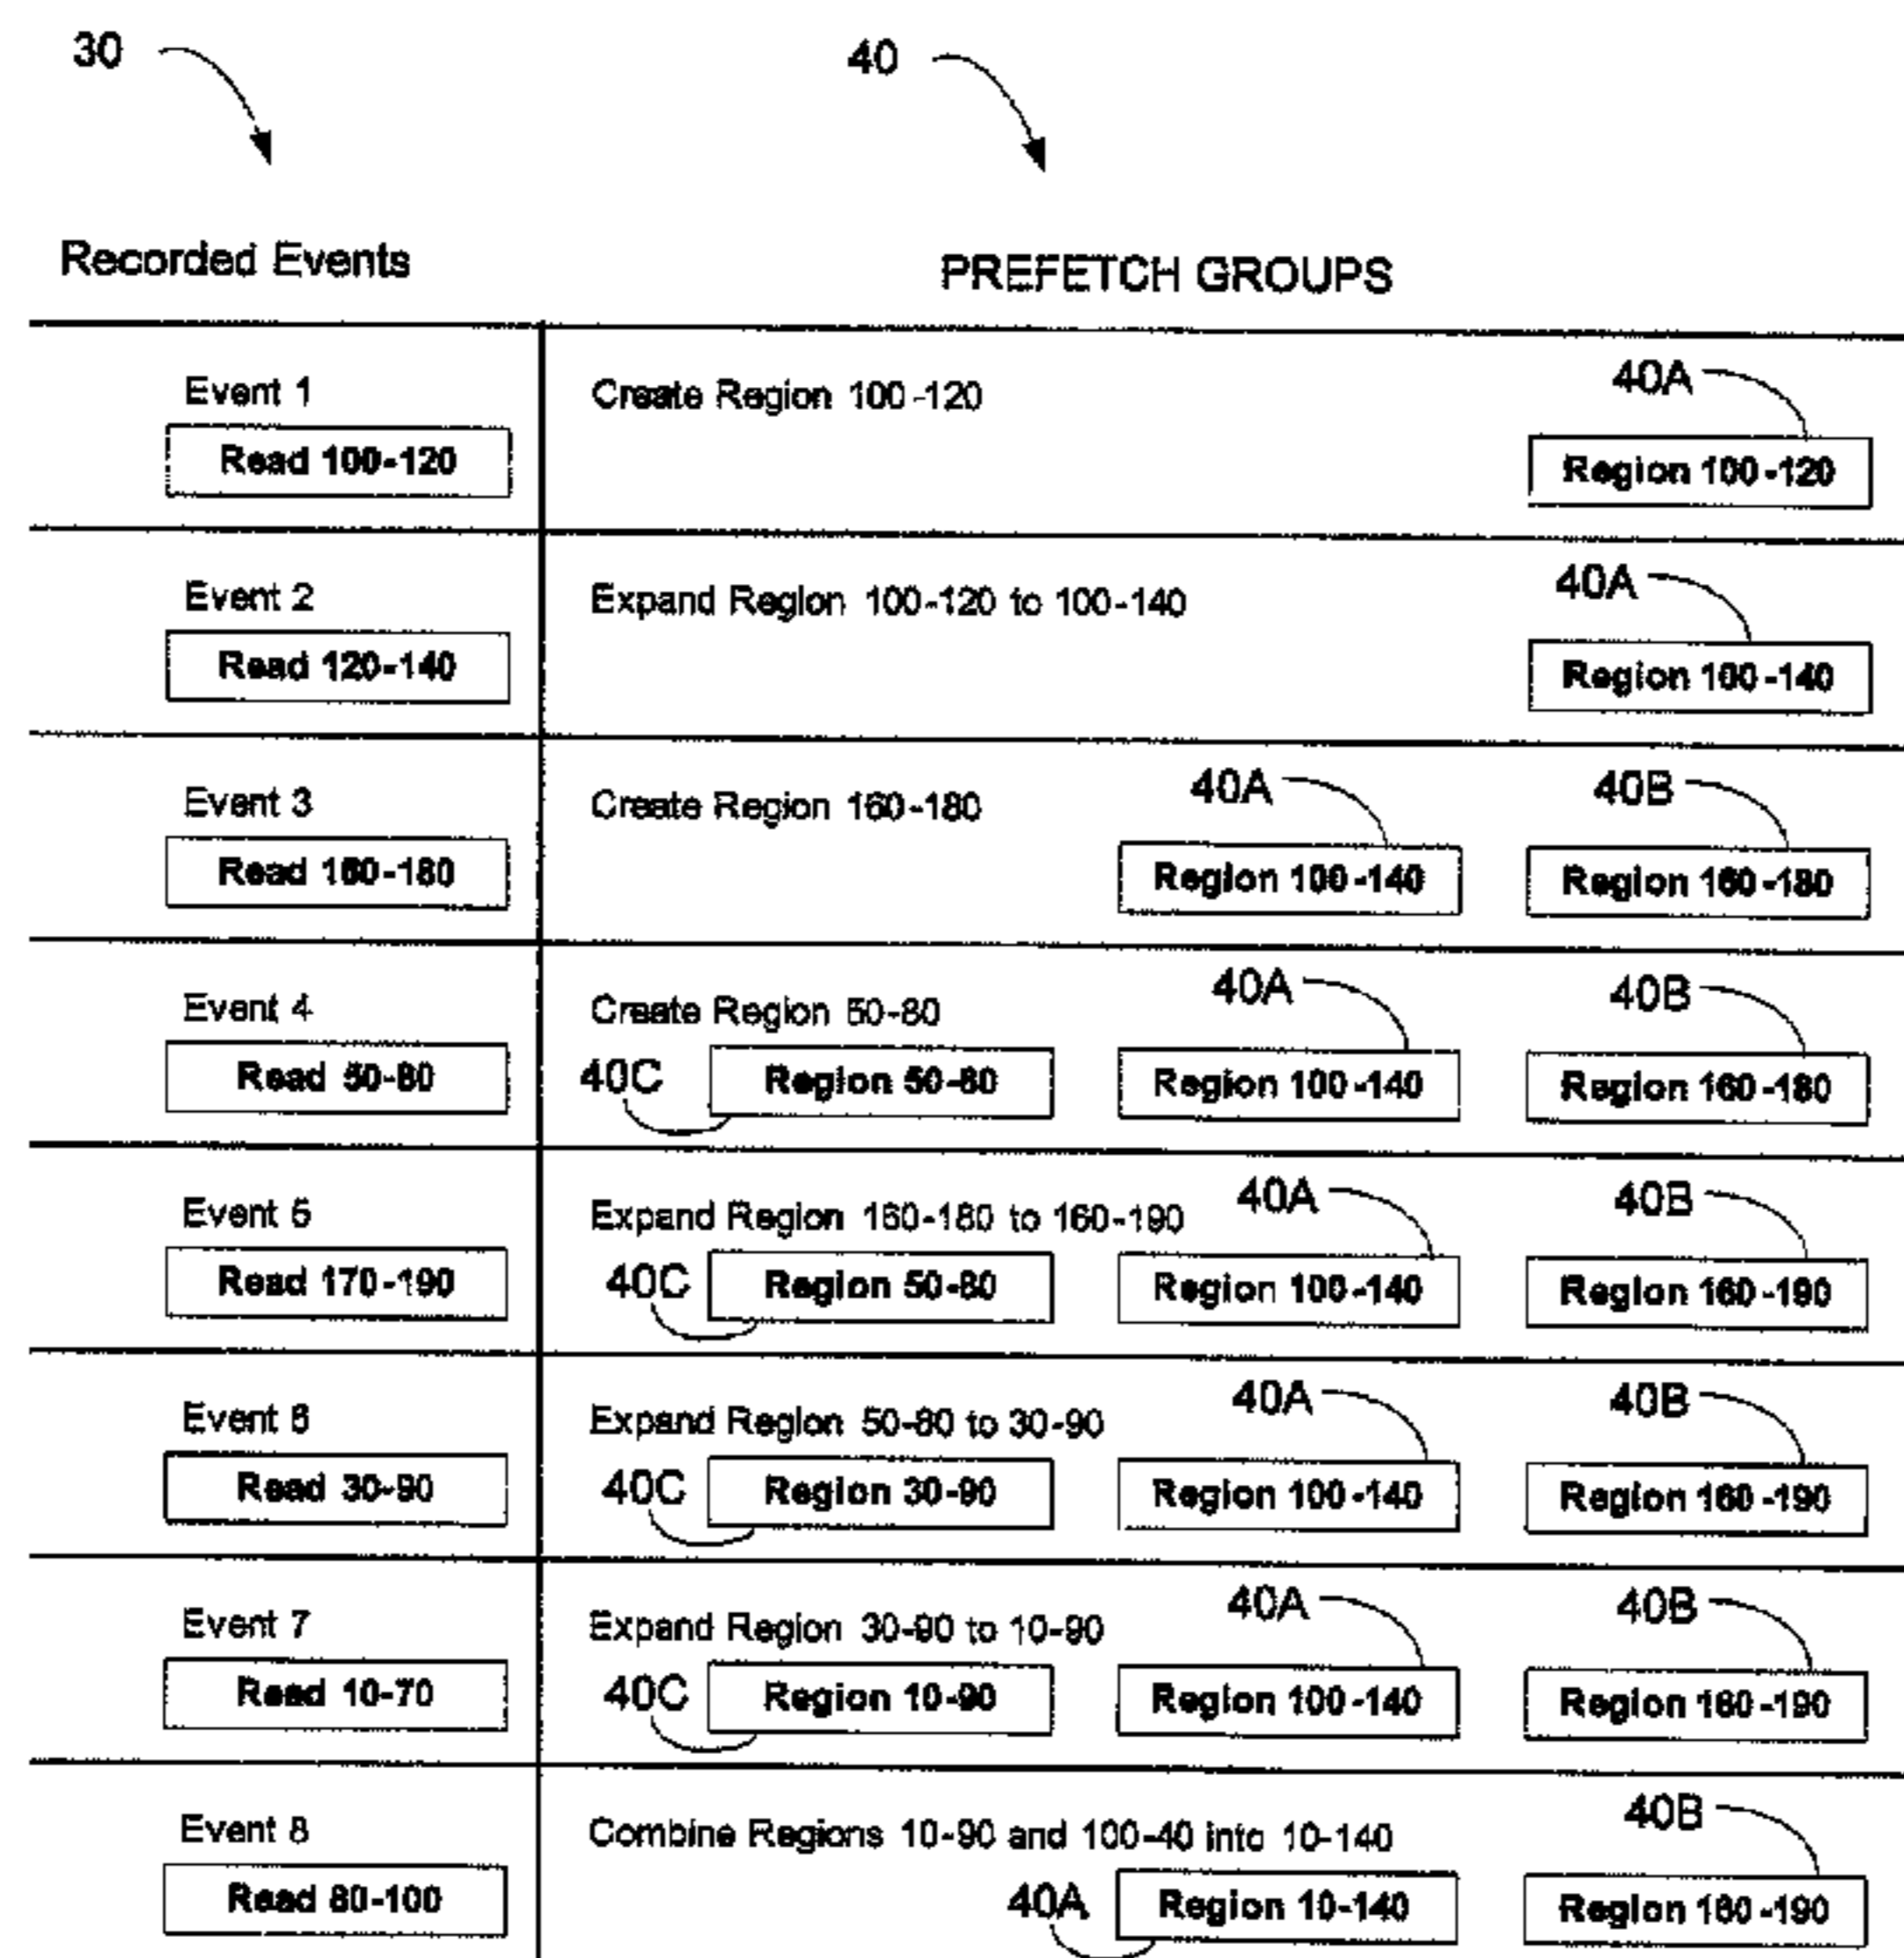 30
40
Recorded Events
PREFETCH GROUPS
Event 1
Create Region 100-120
40A
Read 100-120
Region 100-120
Event 2
Expand Region 100-120 to 100-140
40A
Read 120-140
Region 100-140
Event 3
Create Region 160-180
40A
40B
Read 160-180
Region 100-140
Region 160-180
Event 4
Create Region 50-80
40A
40B
Read 50-80
40C
Region 50-80
Region 100-140
Region 160-180
Event 5
Expand Region 160-180 to 160-190
40A
40B
Read 170-190
40C
Region 50-80
Region 100-140
Region 160-190
Event 6
Expand Region 50-80 to 30-90
40A
40B
Read 30-90
40C
Region 30-90
Region 100-140
Region 160-190
Event 7
Expand Region 30-90 to 10-90
40A
40B
Read 10-70
40C
Region 10-90
Region 100-140
Region 160-190
Event 8
Combine Regions 10-90 and 100-40 into 10-140
40B
Read 80-100
40A
Region 10-140
Region 160-190